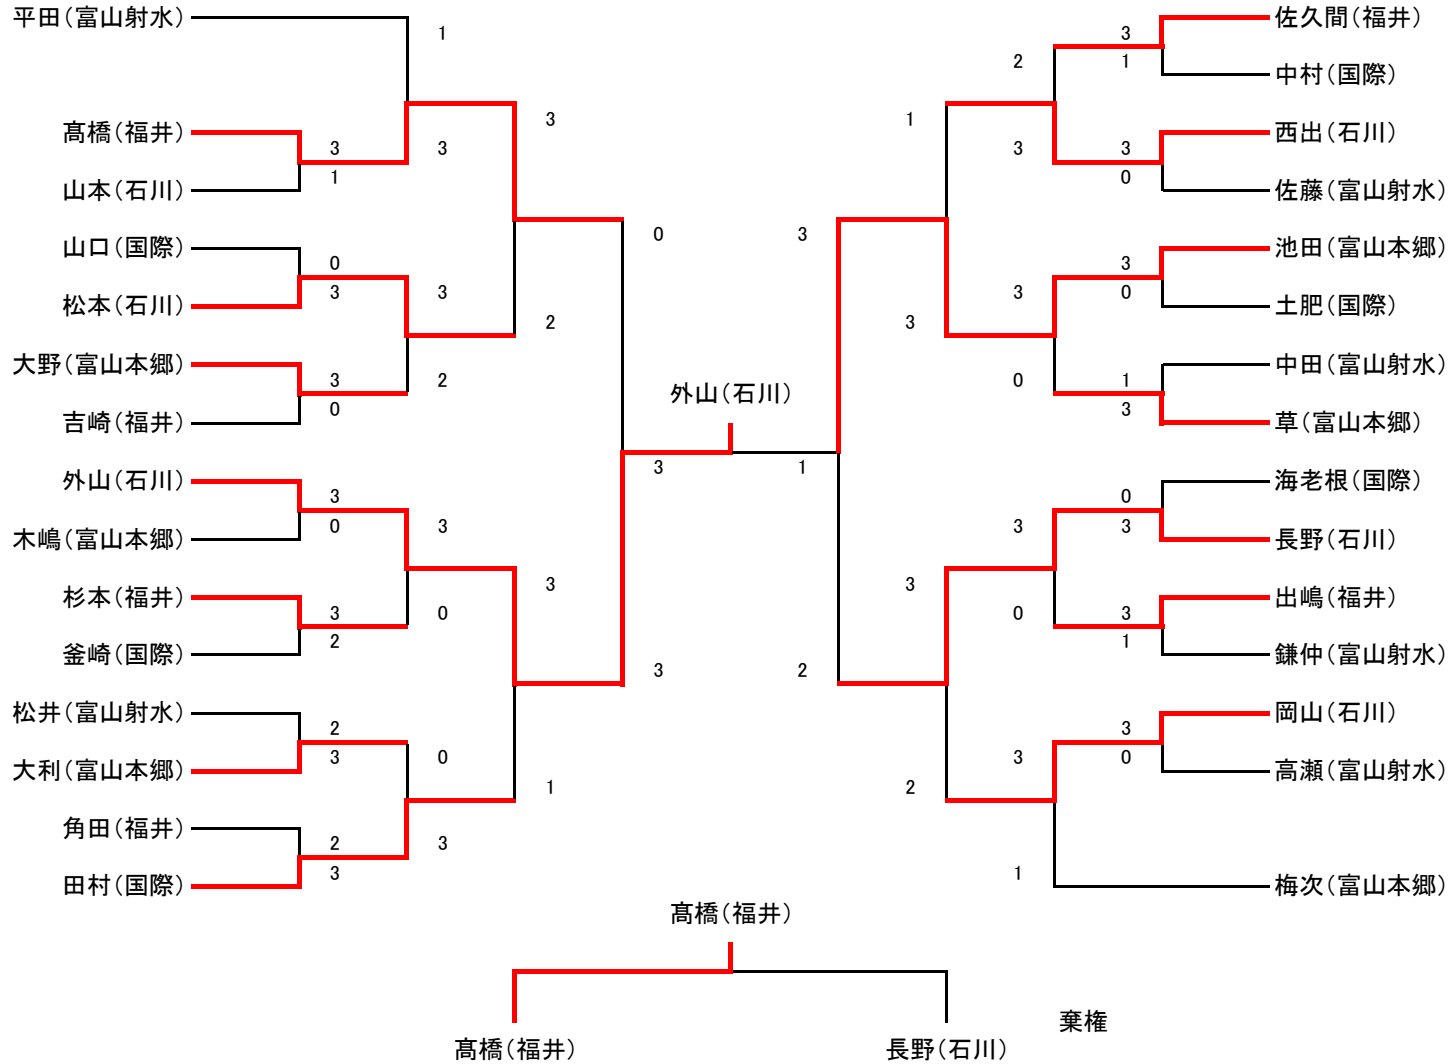 平田(富山射水)
1
髙橋(福井)
3
1
3
3
山本(石川)
山口(国際)
0
3
3
2
松本(石川)
大野(富山本郷)
3
0
2
吉崎(福井)
0
外山(石川)
3
0
3
3
木嶋(富山本郷)
杉本(福井)
3
2
0
釜崎(国際)
3
松井(富山射水)
2
3
0
1
大利(富山本郷)
角田(福井)
2
3
3
田村(国際)
外山(石川)
3
1
佐久間(福井)
3
1
2
中村(国際)
1
西出(石川)
3
0
3
佐藤(富山射水)
3
池田(富山本郷)
3
0
3
土肥(国際)
3
中田(富山射水)
1
3
0
草(富山本郷)
海老根(国際)
0
3
3
長野(石川)
3
出嶋(福井)
3
1
0
鎌仲(富山射水)
2
岡山(石川)
3
0
3
高瀬(富山射水)
2
1
梅次(富山本郷)
髙橋(福井)
棄権
髙橋(福井)
長野(石川)